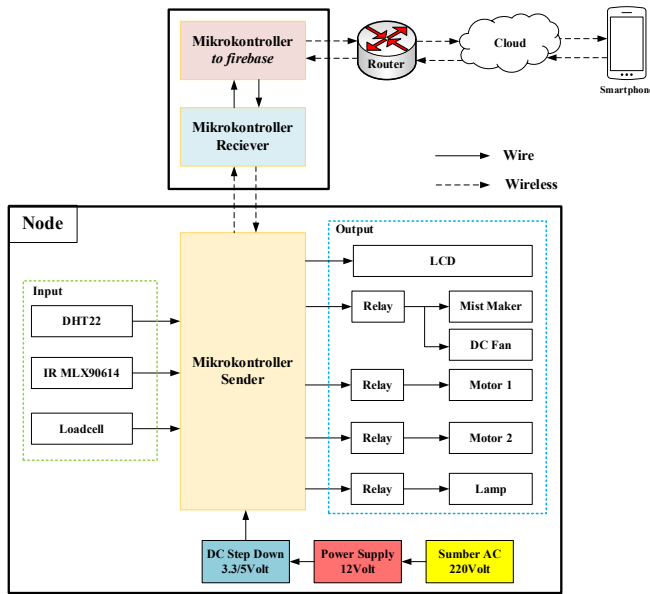 Mikrokontroller
to firebase
Router
Cloud
Smartphone
Mikrokontroller
Reciever
Wire
Wireless
Node
Input
DHT22
IR MLX90614
Loadcell
Mikrokontroller
Sender
Output
LCD
Relay
Mist Maker
DC Fan
Relay
Motor 1
Relay
Motor 2
Relay
Lamp
DC Step Down
3.3/5Volt
Power Supply
12Volt
Sumber AC
220Volt